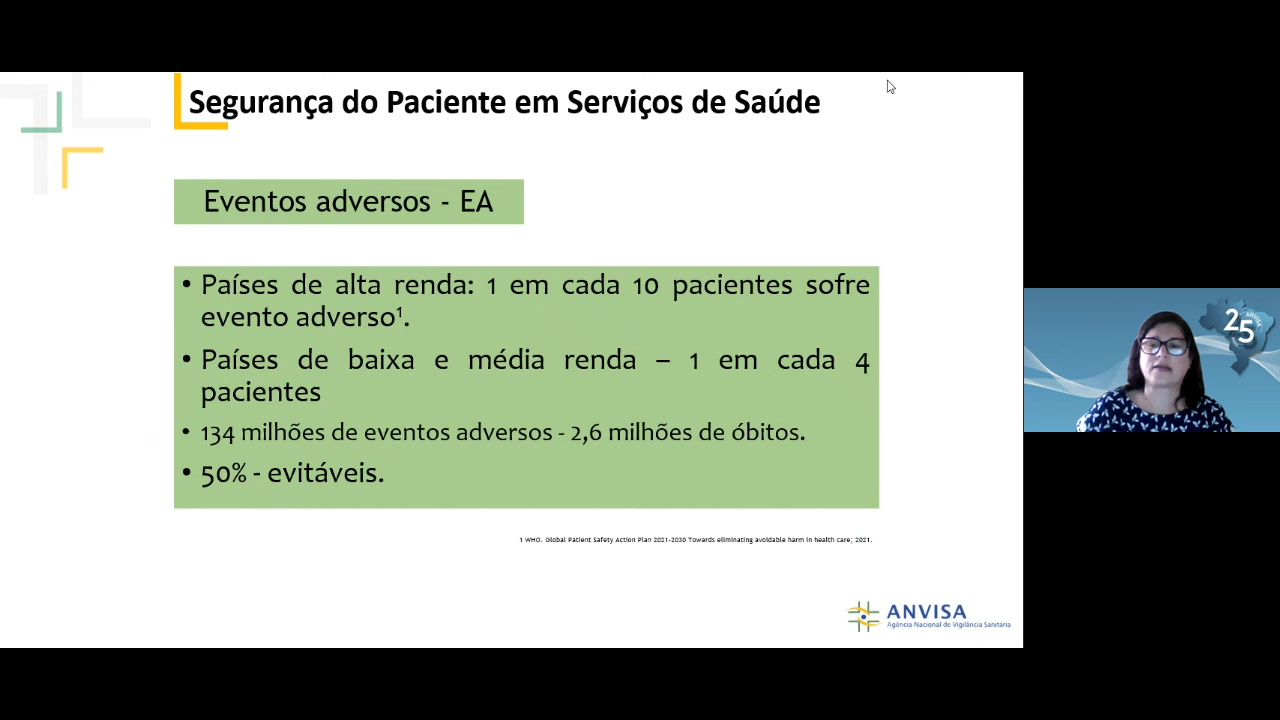 Segurança do Paciente em Serviços de Saúde
Eventos adversos - EA
• Países de alta renda: 1 em cada 10 pacientes sofre
evento adverso¹.
• Países de baixa e média renda – 1 em cada 4
pacientes
• 134 milhões de eventos adversos - 2,6 milhões de óbitos.
• 50% - evitáveis.
1 WHO. Global Patient Safety Action Plan 2021-2030 Towards eliminating avoidable harm in health care; 2021.
ANVISA
Agência Nacional de Vigilância Sanitária
25
ANVISA